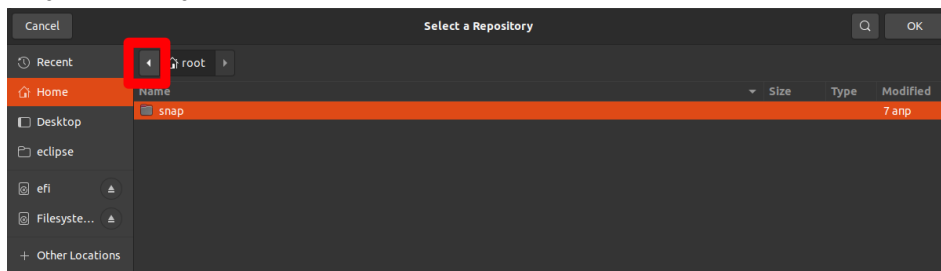 Cancel Select a Repository OK
Recent root
Home Name Size Type Modified
snap 7 апр
Desktop
eclipse
efi
Filesyste...
+ Other Locations